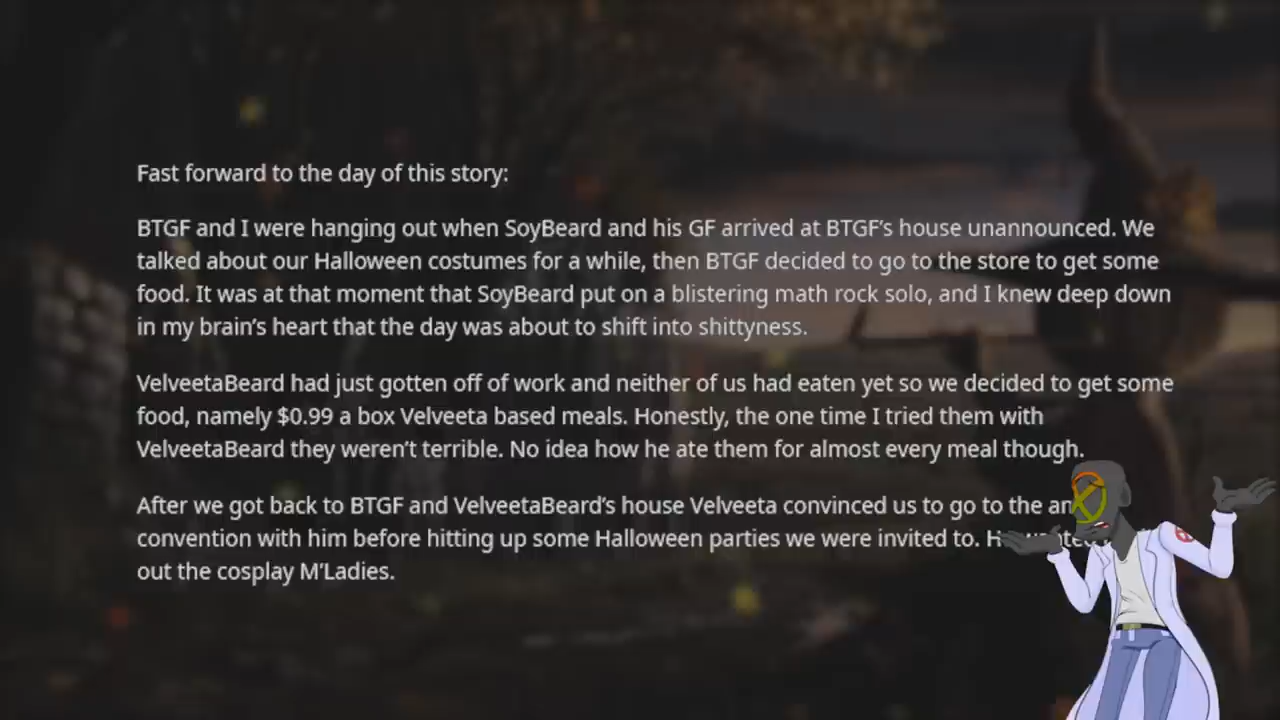 Fast forward to the day of this story:
BTGF and I were hanging out when SoyBeard and his GF arrived at BTGF’s house unannounced. We
talked about our Halloween costumes for a while, then BTGF decided to go to the store to get some
food. It was at that moment that SoyBeard put on a blistering math rock solo, and I knew deep down
in my brain’s heart that the day was about to shift into shittyness.
VelveetaBeard had just gotten off of work and neither of us had eaten yet so we decided to get some
food, namely $0.99 a box Velveeta based meals. Honestly, the one time I tried them with
VelveetaBeard they weren’t terrible. No idea how he ate them for almost every meal though.
After we got back to BTGF and VelveetaBeard’s house Velveeta convinced us to go to the
convention with him before hitting up some Halloween parties we were invited to.
out the cosplay M’Ladies.